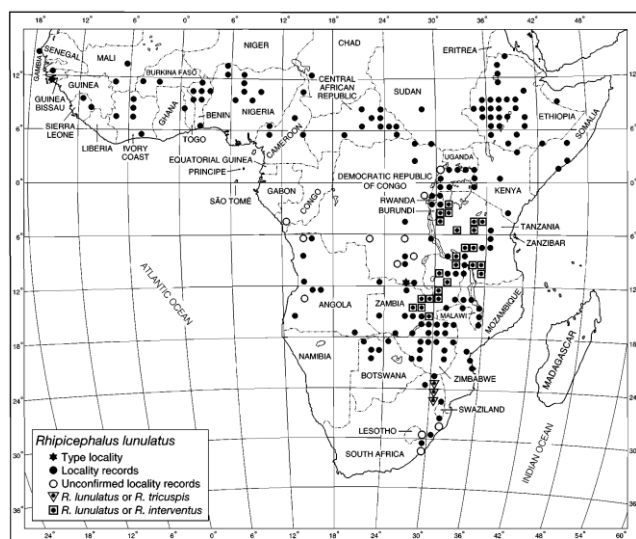 ERITREA
NIGER
CHAD
SENEGAL
MALI
GAMBIA
BURKINA FASO
SUDAN
12°
12°
GUINEA
CENTRAL
AFRICAN
REPUBLIC
BENIN
NIGERIA
ETHIOPIA
SOMALIA
GUINEA
BISSAU
GHANA
CAMEROON
6°
6°
SIERRA
LEONE
LIBERIA
IVORY
COAST
TOGO
UGANDA
EQUATORIAL GUINEA
PRINCIPE
DEMOCRATIC REPUBLIC
OF CONGO
KENYA
0°
0°
GABON
CONGO
RWANDA
BURUNDI
SÃO TOMÉ
TANZANIA
ZANZIBAR
6°
6°
ATLANTIC OCEAN
ANGOLA
ZAMBIA
MALAWI
MOZAMBIQUE
12°
12°
MADAGASCAR
18°
18°
NAMIBIA
BOTSWANA
ZIMBABWE
24°
24°
SWAZILAND
LESOTHO
SOUTH AFRICA
INDIAN OCEAN
30°
30°
36°
36°
Rhipicephalus lunulatus
Type locality
Locality records
Unconfirmed locality records
R. lunulatus or R. tricuspis
R. lunulatus or R. interventus
24° 18° 12° 6° 0° 6° 12° 18° 24° 30° 36° 42° 48° 54° 60°